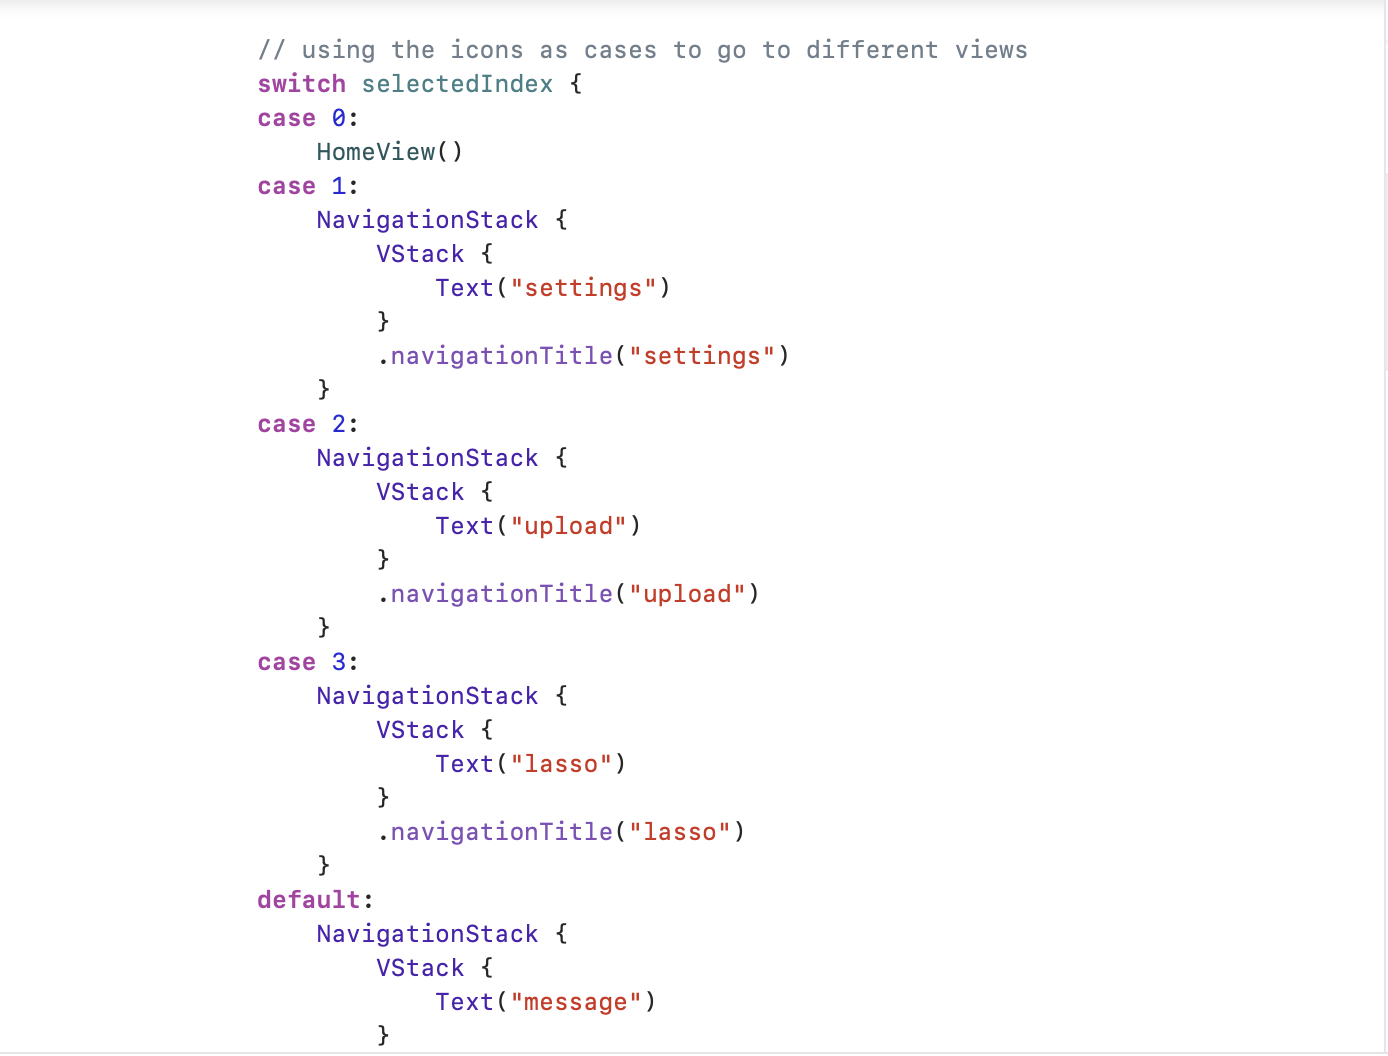 // using the icons as cases to go to different views
switch selectedIndex {
case 0:
    HomeView()
case 1:
    NavigationStack {
        VStack {
            Text("settings")
        }
        .navigationTitle("settings")
    }
case 2:
    NavigationStack {
        VStack {
            Text("upload")
        }
        .navigationTitle("upload")
    }
case 3:
    NavigationStack {
        VStack {
            Text("lasso")
        }
        .navigationTitle("lasso")
    }
default:
    NavigationStack {
        VStack {
            Text("message")
        }